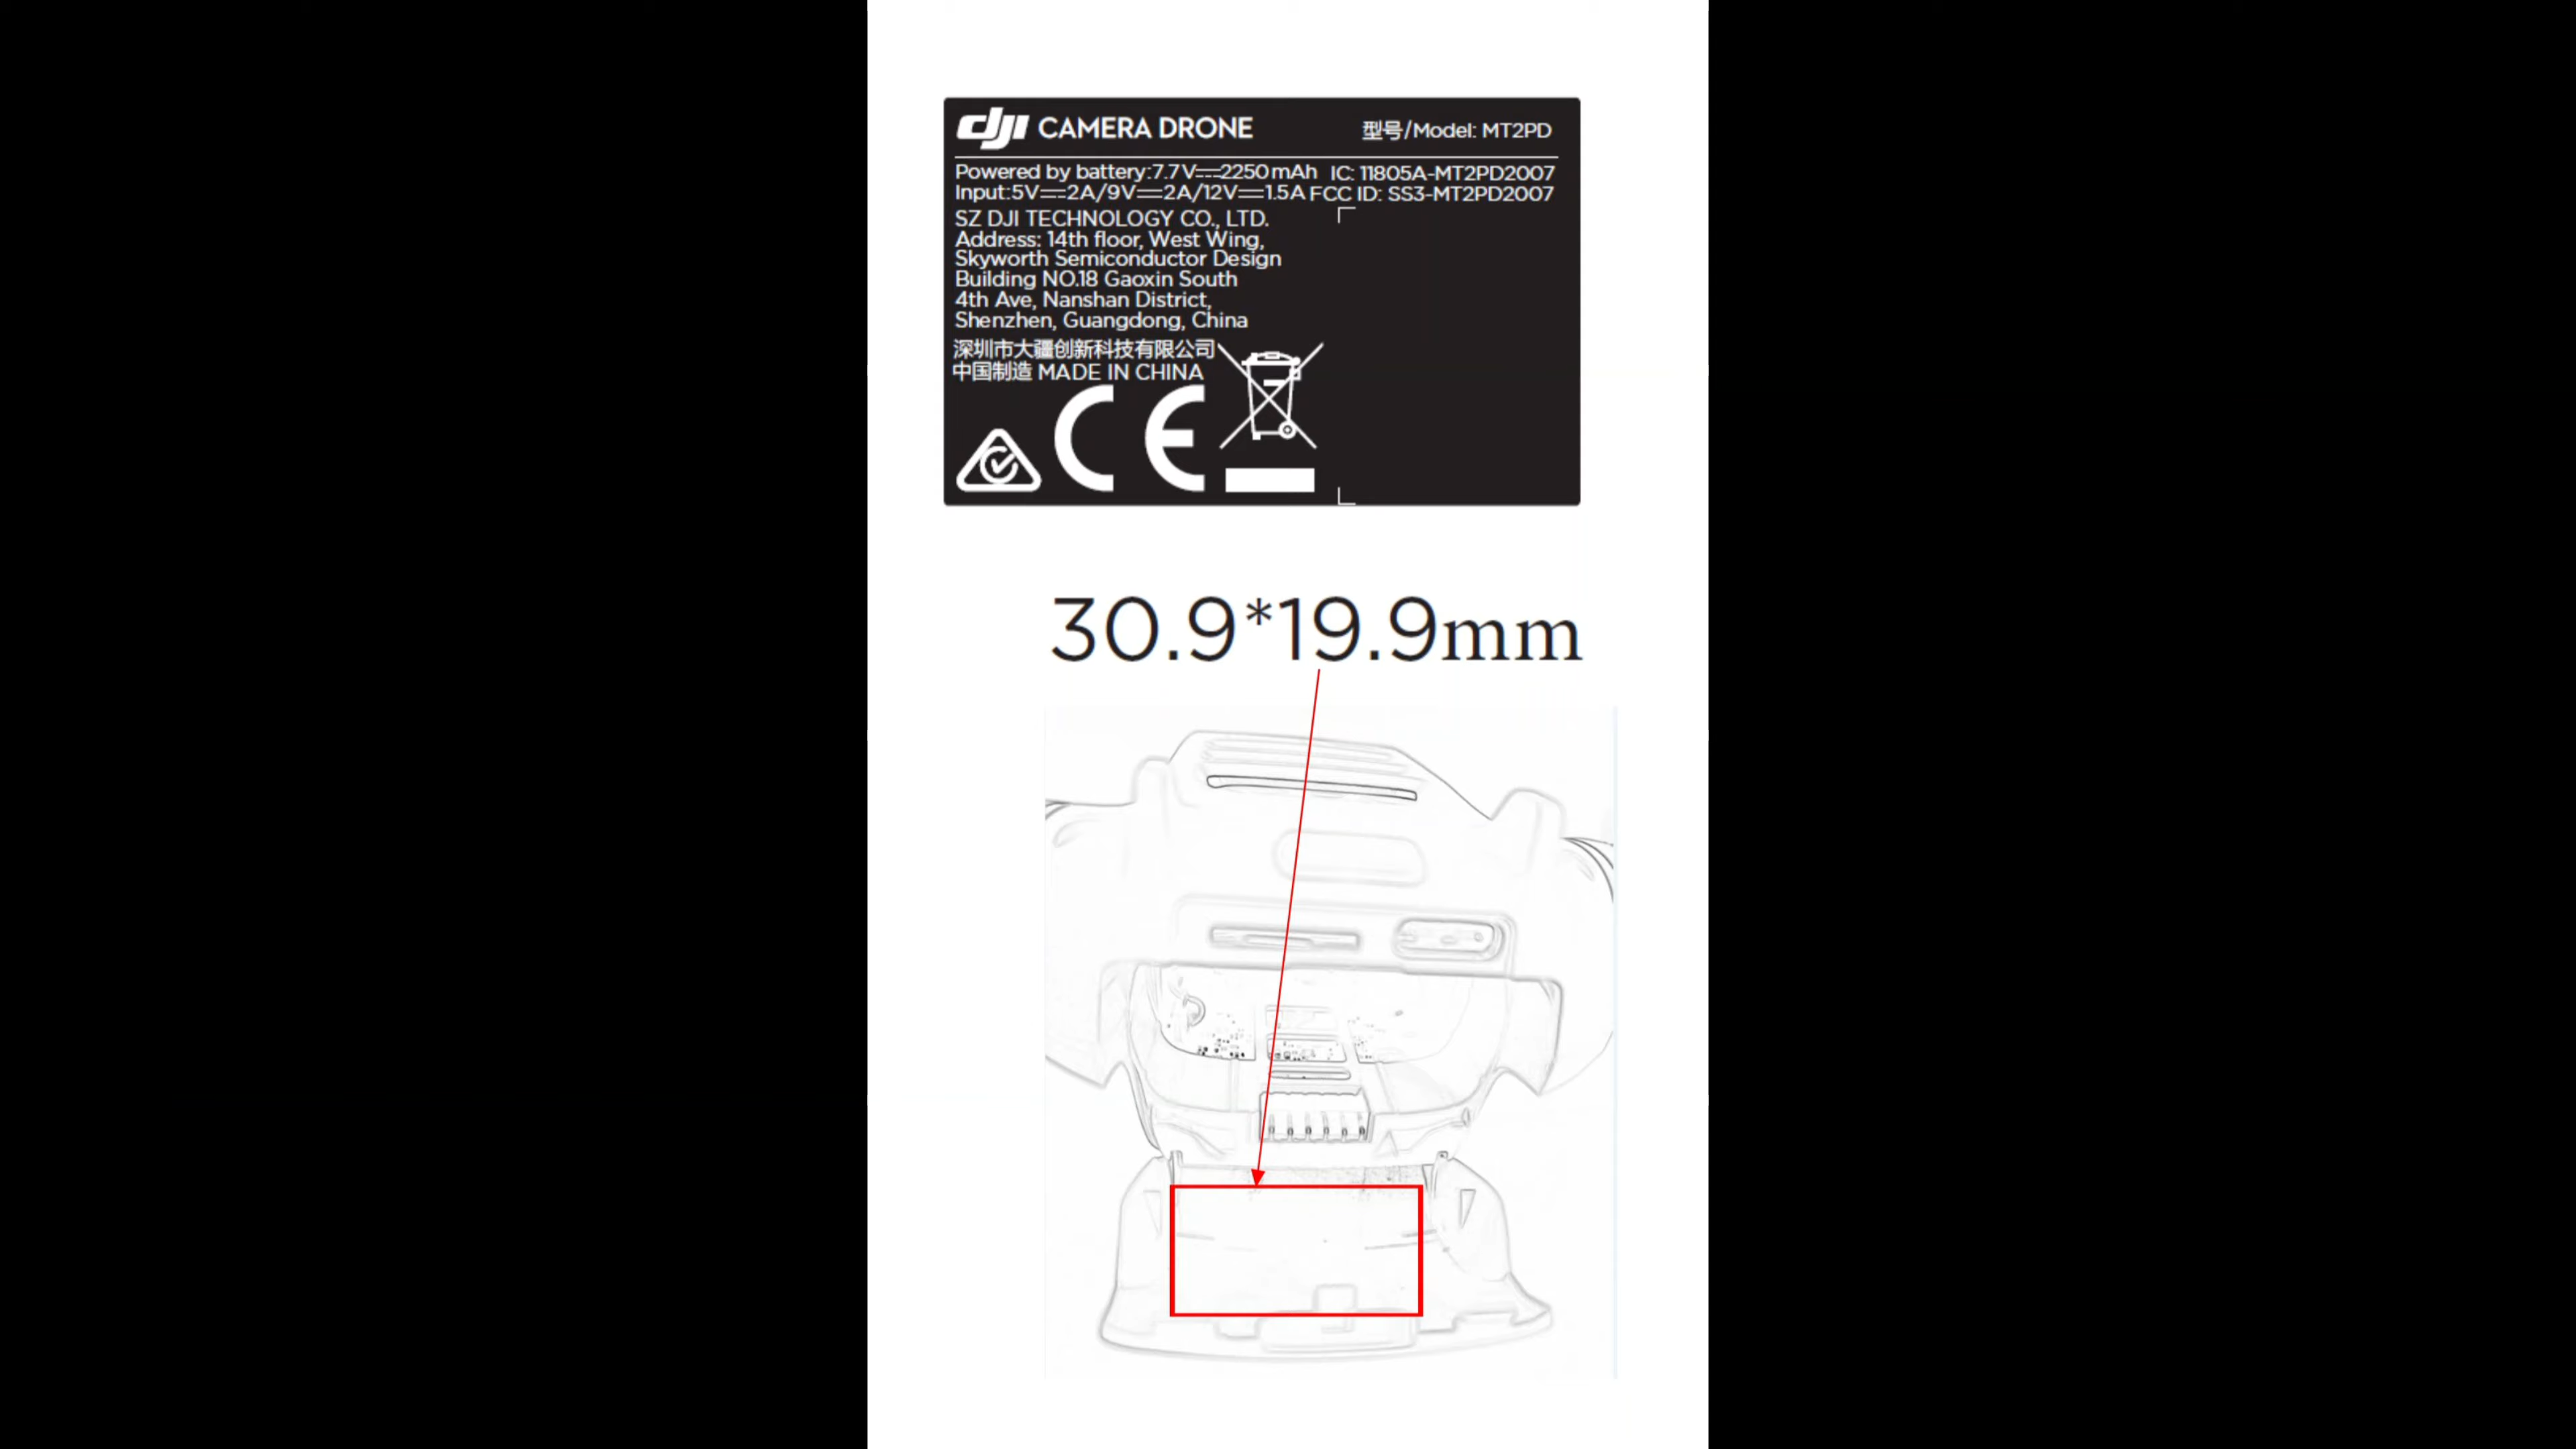 dji CAMERA DRONE 型号/Model: MT2PD
Powered by battery:7.7V⎓2250mAh IC: 11805A-MT2PD2007
Input:5V⎓2A/9V⎓2A/12V⎓1.5A FCC ID: SS3-MT2PD2007
SZ DJI TECHNOLOGY CO., LTD.
Address: 14th floor, West Wing,
Skyworth Semiconductor Design
Building NO.18 Gaoxin South
4th Ave, Nanshan District,
Shenzhen, Guangdong, China
深圳市大疆创新科技有限公司
中国制造 MADE IN CHINA
CE
30.9*19.9mm